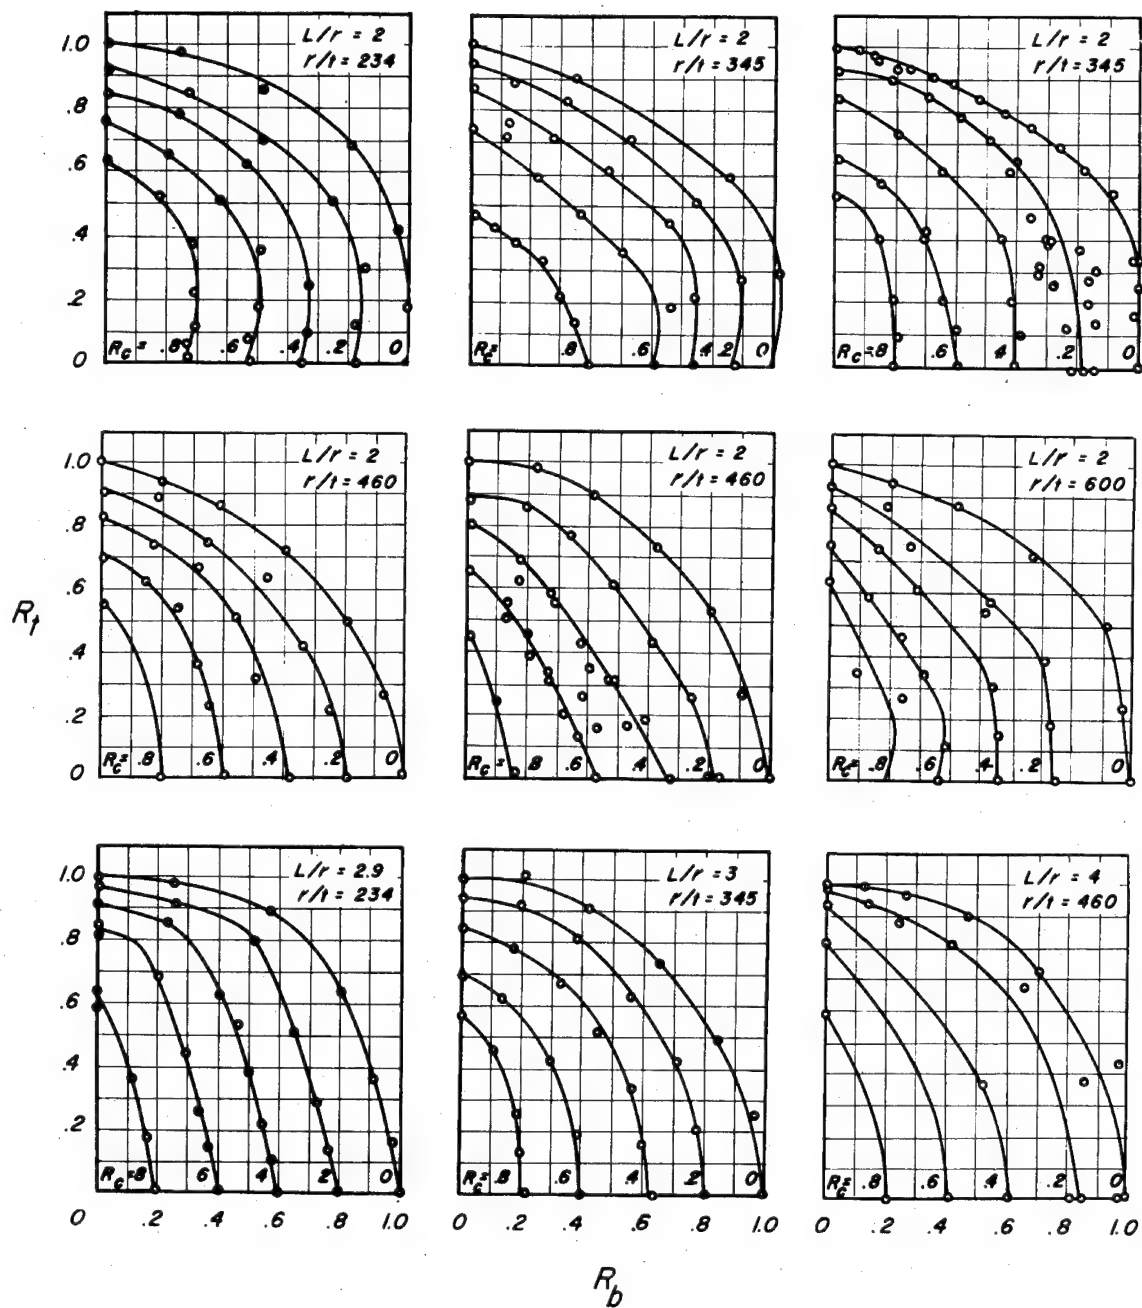 L/r = 2
r/t = 234
L/r = 2
r/t = 345
L/r = 2
r/t = 345
1.0
.8
.6
.4
.2
0
Rc= .8 .6 .4 .2 0
Rc= .8 .6 .4 .2 0
Rc=.8 .6 .4 .2 0
L/r = 2
r/t = 460
L/r = 2
r/t = 460
L/r = 2
r/t = 600
1.0
.8
Rt
.6
.4
.2
0
Rc= .8 .6 .4 .2 0
Rc= .8 .6 .4 .2 0
Rc= .8 .6 .4 .2 0
L/r = 2.9
r/t = 234
L/r = 3
r/t = 345
L/r = 4
r/t = 460
1.0
.8
.6
.4
.2
0
Rc=.8 .6 .4 .2 0
Rc= .8 .6 .4 .2 0
Rc= .8 .6 .4 .2 0
0 .2 .4 .6 .8 1.0
0 .2 .4 .6 .8 1.0
0 .2 .4 .6 .8 1.0
Rb